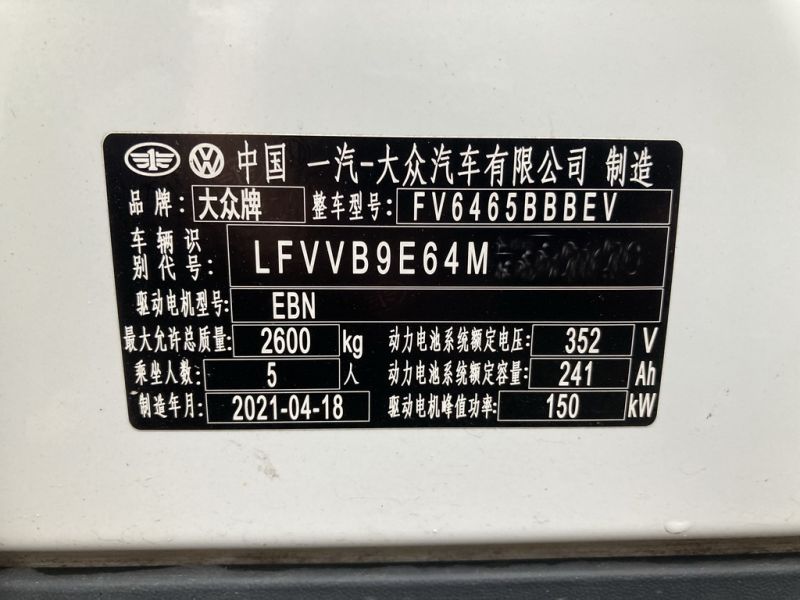 中国 一汽-大众汽车有限公司 制造
品牌: 大众牌 整车型号: FV6465BBBEV
车辆识别代号: LFVVB9E64M
驱动电机型号: EBN
最大允许总质量: 2600 kg 动力电池系统额定电压: 352 V
乘坐人数: 5 人 动力电池系统额定容量: 241 Ah
制造年月: 2021-04-18 驱动电机峰值功率: 150 kW